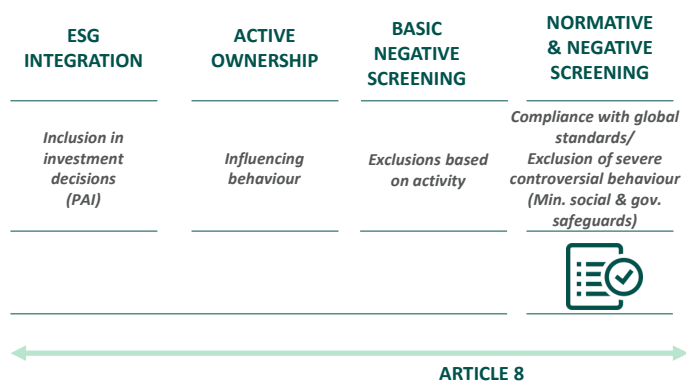 ESG
INTEGRATION
ACTIVE
OWNERSHIP
BASIC
NEGATIVE
SCREENING
NORMATIVE
& NEGATIVE
SCREENING
Inclusion in
investment
decisions
(PAI)
Influencing
behaviour
Exclusions based
on activity
Compliance with global
standards/
Exclusion of severe
controversial behaviour
(Min. social & gov.
safeguards)
ARTICLE 8